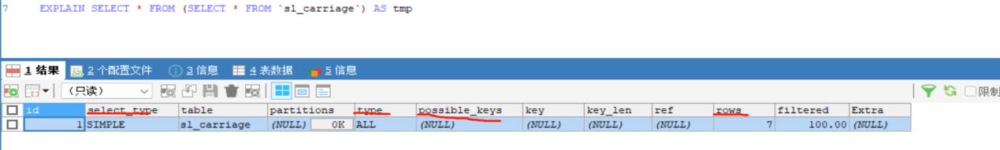 7 EXPLAIN SELECT * FROM (SELECT * FROM `sl_carriage`) AS tmp
1 结果 2 个配置文件 3 信息 4 表数据 5 信息
(只读) 限制
id select_type table partitions type possible_keys key key_len ref rows filtered Extra
1 SIMPLE sl_carriage (NULL) 0K ALL (NULL) (NULL) (NULL) (NULL) 7 100.00 (NULL)